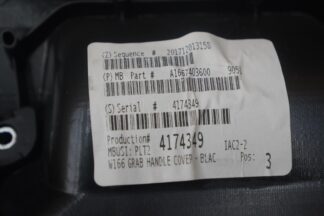 (Z) Sequence # 201712013150
(P) MB Part # A1667403600 9051
(S) Serial # 4174349
Production# 4174349
MBUSI: PLT2 IAC2-2
W166 GRAB HANDLE COVER - BLAC Pos: 3